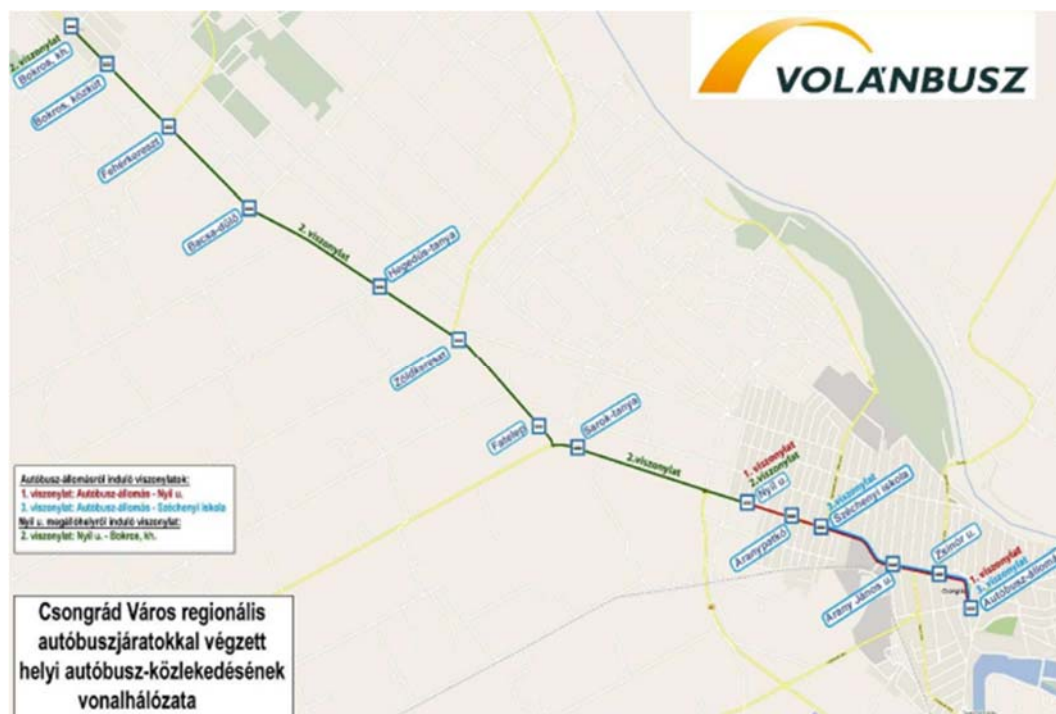 VOLÁNBUSZ
2. viszonylat
Bokros, kh.
Bokros, közkút
Fehérkereszt
Bacsa-dűlő
2. viszonylat
Hegedűs-tanya
Zöldkereszt
Fatelep
Sarok-tanya
2.viszonylat
1. viszonylat
2.viszonylat
Nyíl u.
Aranypatkó
3. viszonylat
Széchenyi iskola
Arany János u.
Zsinór u.
1. viszonylat
3. viszonylat
Autóbusz-állomás
Csongrád
Autóbusz-állomásról induló viszonylatok:
1. viszonylat: Autóbusz-állomás - Nyíl u.
3. viszonylat: Autóbusz-állomás - Széchenyi iskola
Nyíl u. megállóhelyről induló viszonylat:
2. viszonylat: Nyíl u. - Bokros, kh.
Csongrád Város regionális
autóbuszjáratokkal végzett
helyi autóbusz-közlekedésének
vonalhálózata